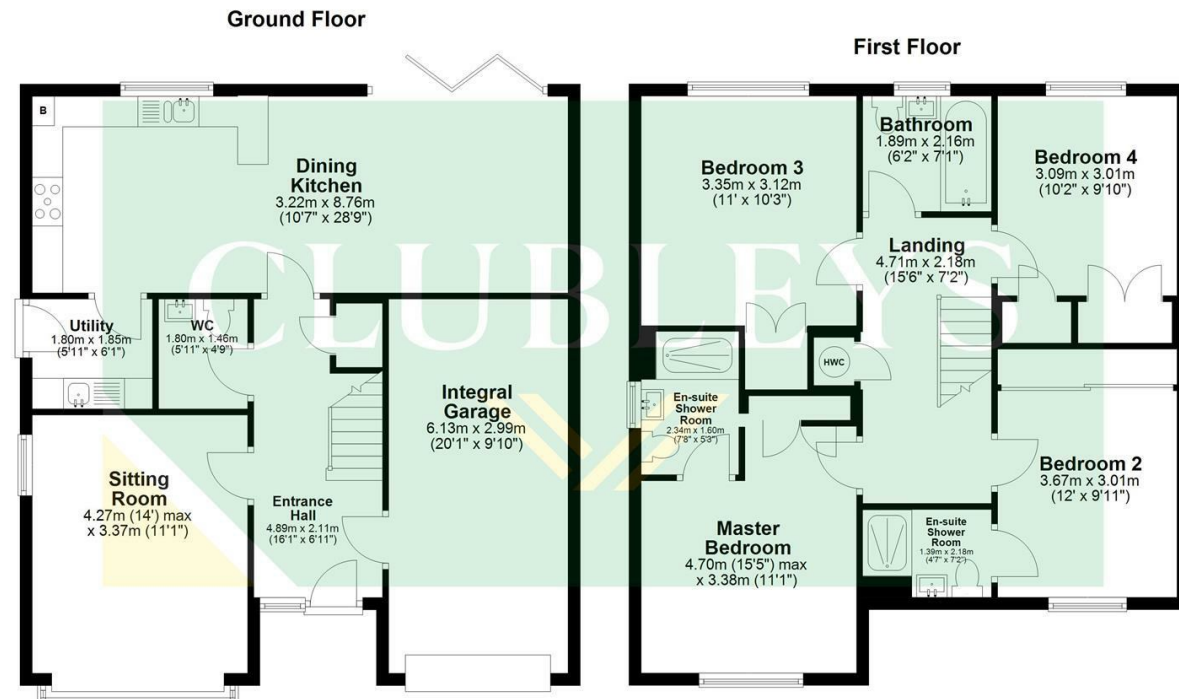 Ground Floor
B
Dining
Kitchen
3.22m x 8.76m
(10'7" x 28'9")
Utility
1.80m x 1.85m
(5'11" x 6'1")
WC
1.80m x 1.46m
(5'11" x 4'9")
Integral
Garage
6.13m x 2.99m
(20'1" x 9'10")
Sitting
Room
4.27m (14') max
x 3.37m (11'1")
Entrance
Hall
4.89m x 2.11m
(16'1" x 6'11")
First Floor
Bedroom 3
3.35m x 3.12m
(11' x 10'3")
Bathroom
1.89m x 2.16m
(6'2" x 7'1")
Bedroom 4
3.09m x 3.01m
(10'2" x 9'10")
Landing
4.71m x 2.18m
(15'6" x 7'2")
HWC
En-suite
Shower
Room
2.34m x 1.60m
(7'8" x 5'3")
Bedroom 2
3.67m x 3.01m
(12' x 9'11")
Master
Bedroom
4.70m (15'5") max
x 3.38m (11'1")
En-suite
Shower
Room
1.39m x 2.18m
(4'7" x 7'2")
CLUBLEYS